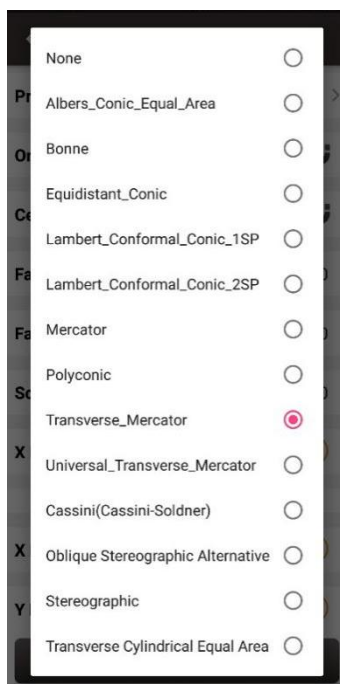 None
Albers_Conic_Equal_Area
Bonne
Equidistant_Conic
Lambert_Conformal_Conic_1SP
Lambert_Conformal_Conic_2SP
Mercator
Polyconic
Transverse_Mercator
Universal_Transverse_Mercator
Cassini(Cassini-Soldner)
Oblique Stereographic Alternative
Stereographic
Transverse Cylindrical Equal Area